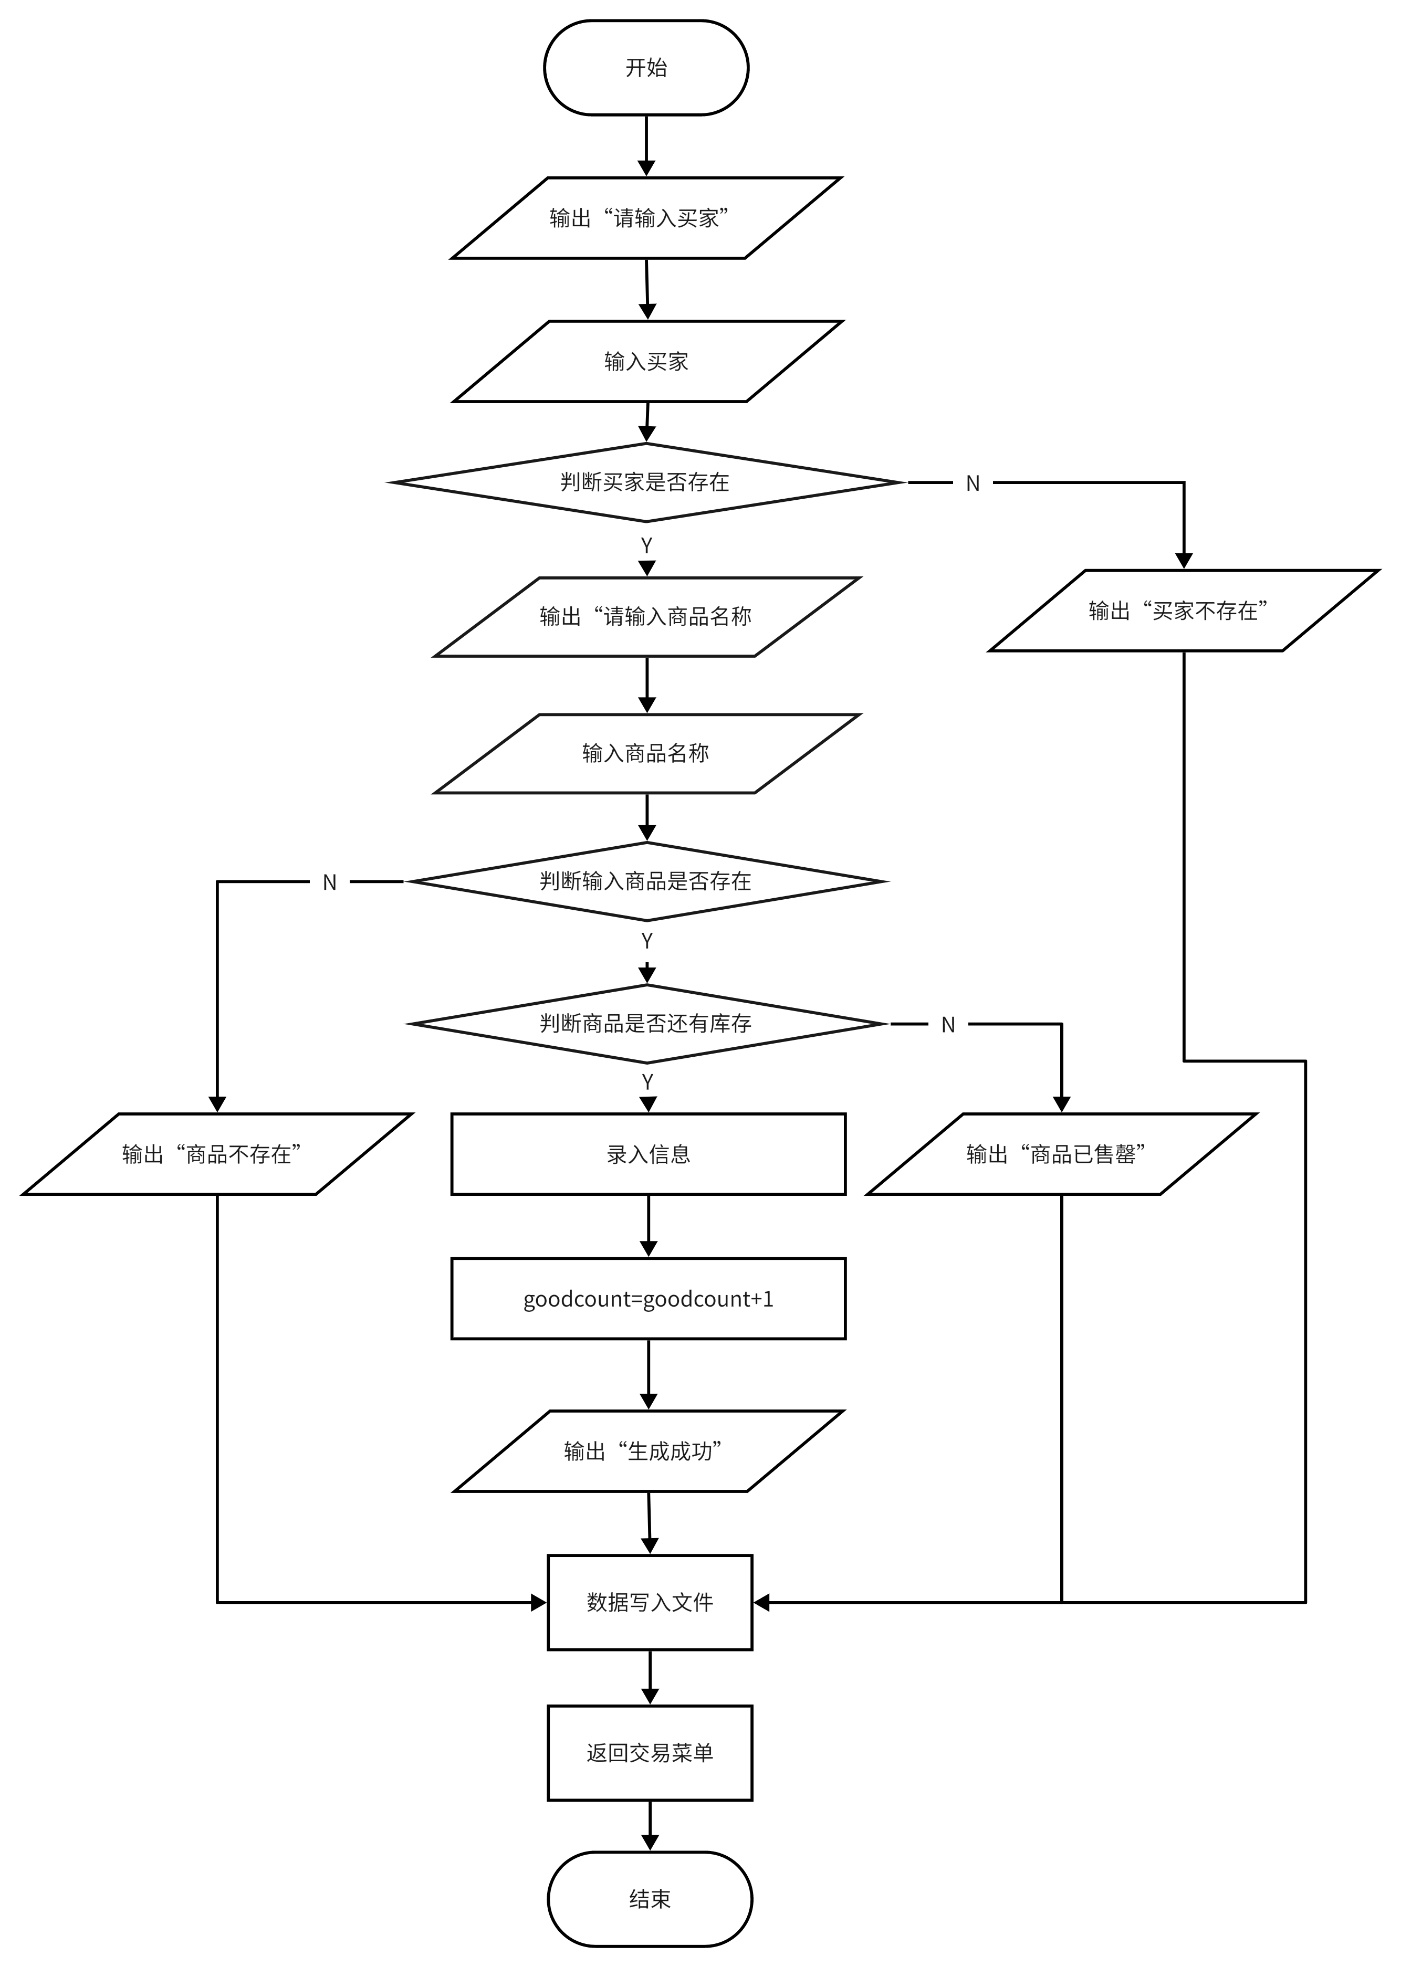 开始
输出“请输入买家”
输入买家
判断买家是否存在
N
Y
输出“请输入商品名称
输出“买家不存在”
输入商品名称
判断输入商品是否存在
N
Y
判断商品是否还有库存
N
Y
输出“商品不存在”
录入信息
输出“商品已售罄”
goodcount=goodcount+1
输出“生成成功”
数据写入文件
返回交易菜单
结束